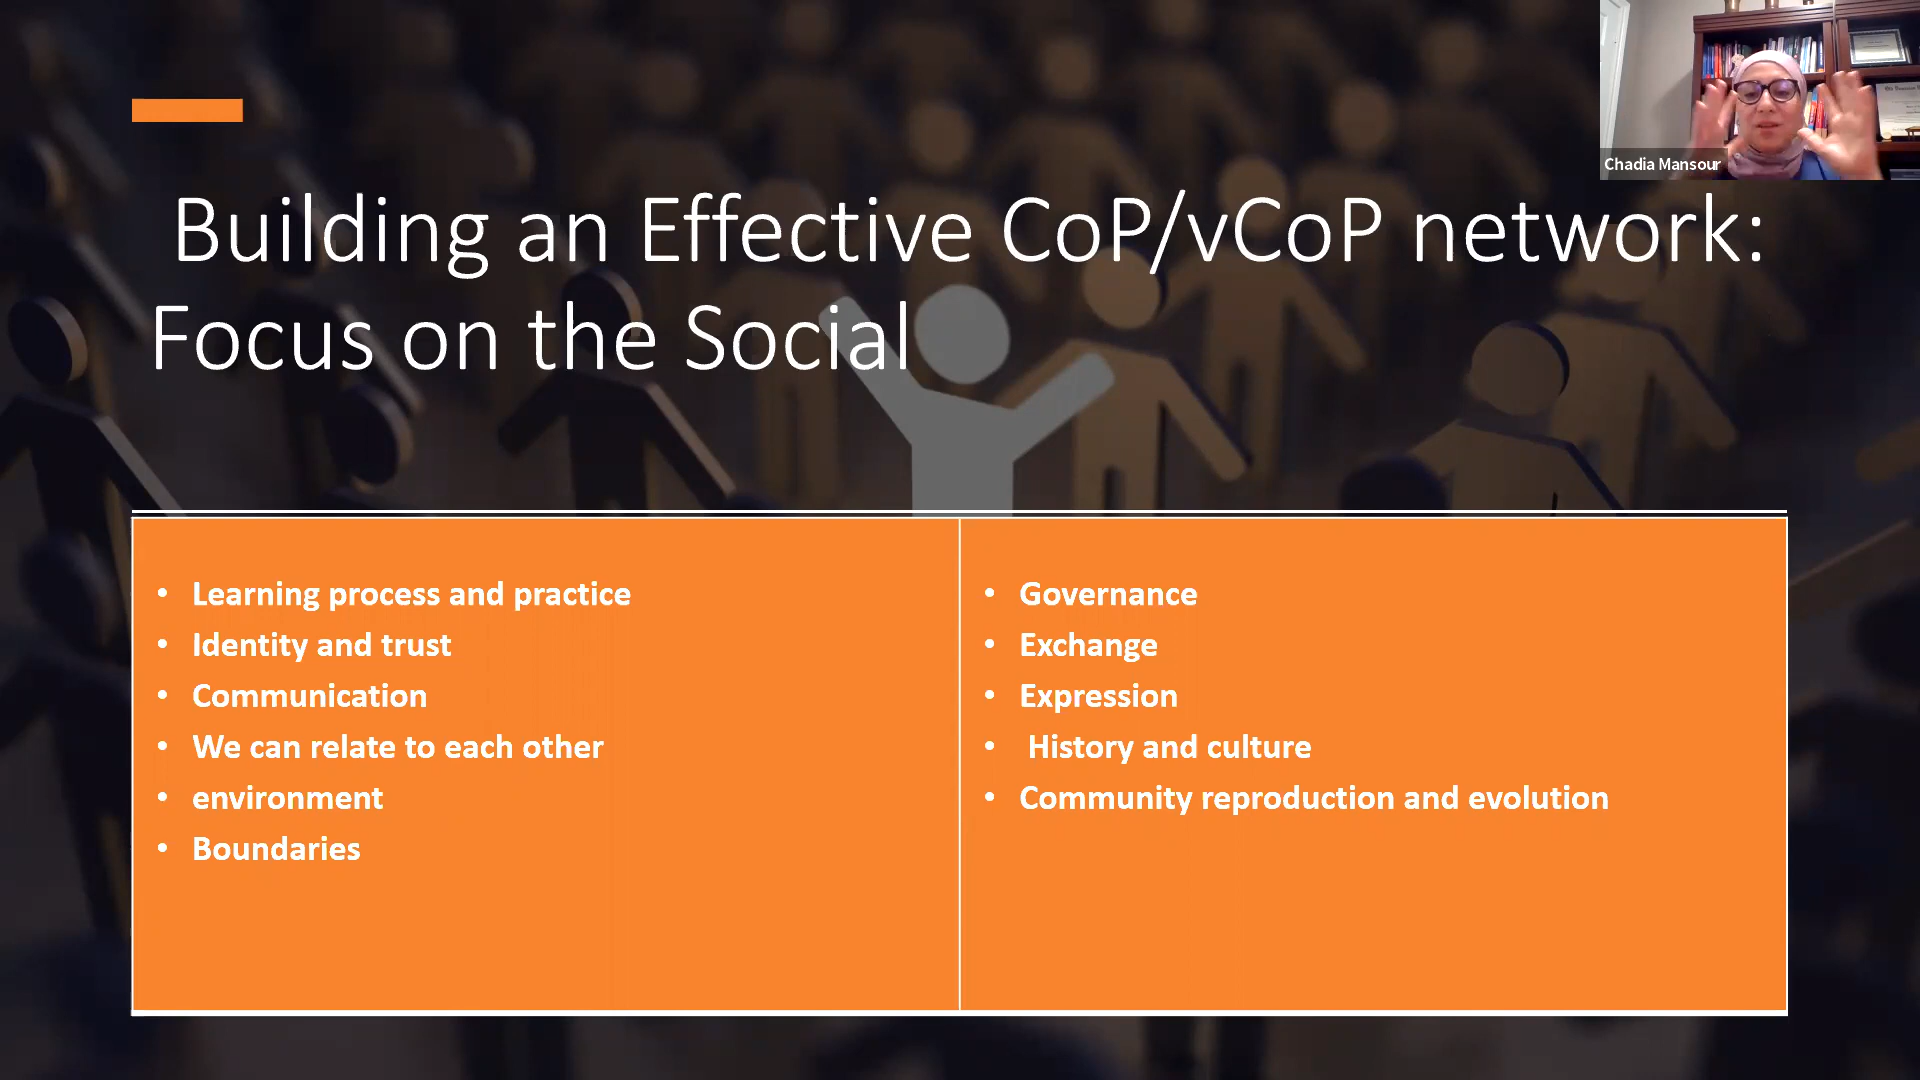 Chadia Mansour
Building an Effective CoP/vCoP network:
Focus on the Social
• Learning process and practice
• Identity and trust
• Communication
• We can relate to each other
• environment
• Boundaries
• Governance
• Exchange
• Expression
• History and culture
• Community reproduction and evolution